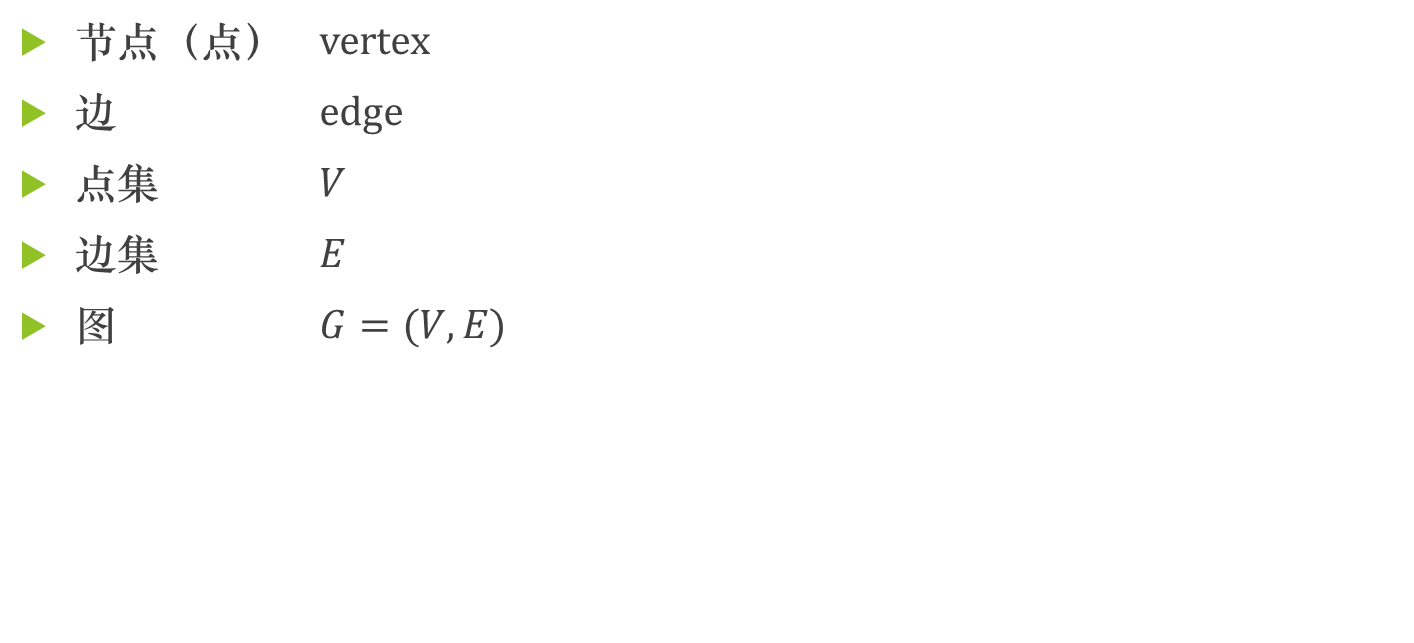 节点（点） vertex
边 edge
点集 V
边集 E
图 G = (V, E)